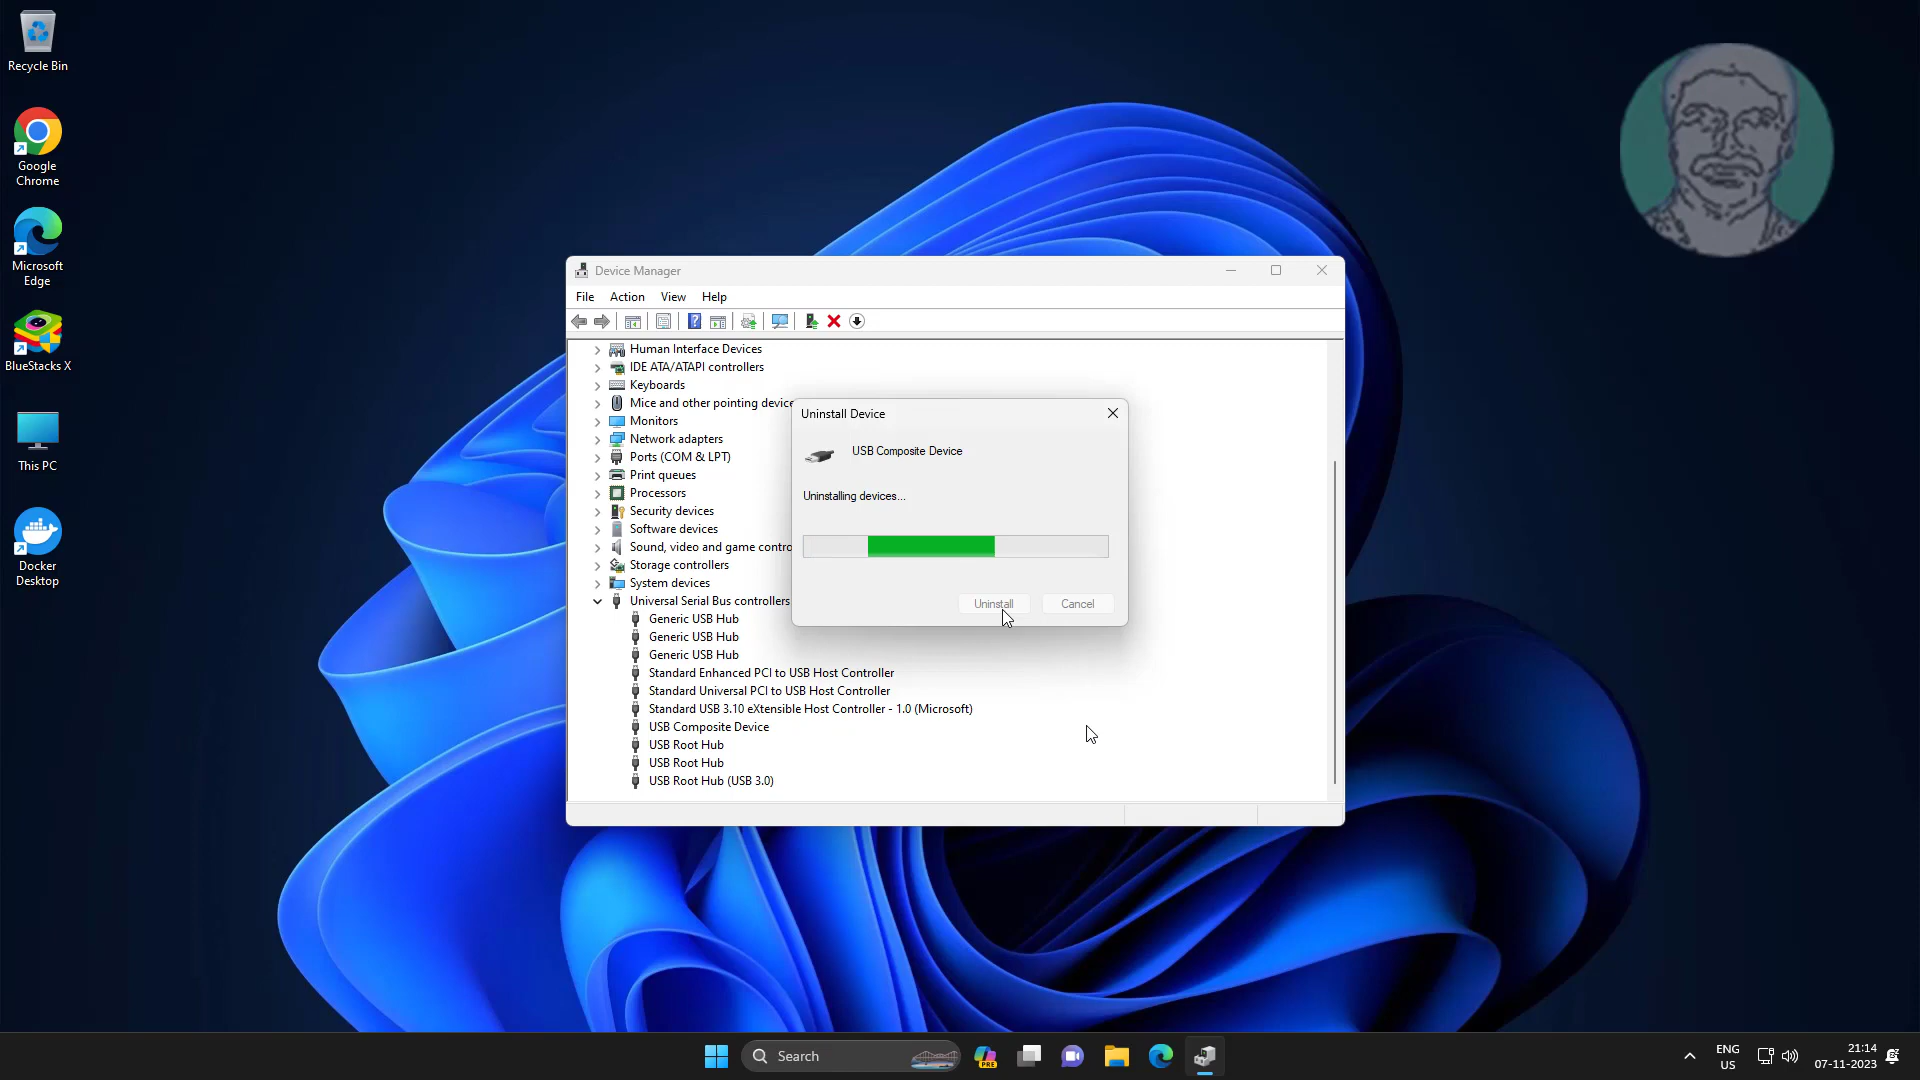 Recycle Bin
Google
Chrome
Microsoft
Edge
BlueStacks X
This PC
Docker
Desktop
Device Manager
File Action View Help
Human Interface Devices
IDE ATA/ATAPI controllers
Keyboards
Mice and other pointing device
Monitors
Network adapters
Ports (COM & LPT)
Print queues
Processors
Security devices
Software devices
Sound, video and game contro
Storage controllers
System devices
Universal Serial Bus controllers
Generic USB Hub
Generic USB Hub
Generic USB Hub
Standard Enhanced PCI to USB Host Controller
Standard Universal PCI to USB Host Controller
Standard USB 3.10 eXtensible Host Controller - 1.0 (Microsoft)
USB Composite Device
USB Root Hub
USB Root Hub
USB Root Hub (USB 3.0)
Uninstall Device
USB Composite Device
Uninstalling devices...
Uninstall Cancel
Search
PRE
ENG
US
21:14
07-11-2023